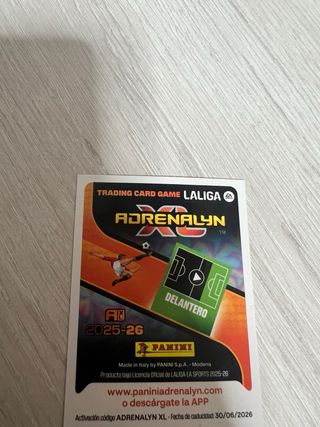 TRADING CARD GAME LALIGA
ADRENALYN
XL TM
DELANTERO
2025-26
PANINI
Made in Italy by PANINI S.p.A. - Modena
Producto bajo Licencia Oficial de LALIGA EA SPORTS 2025-26
www.paniniadrenalyn.com
o descárgate la APP
Activación código ADRENALYN XL - Fecha de caducidad: 30/06/2026